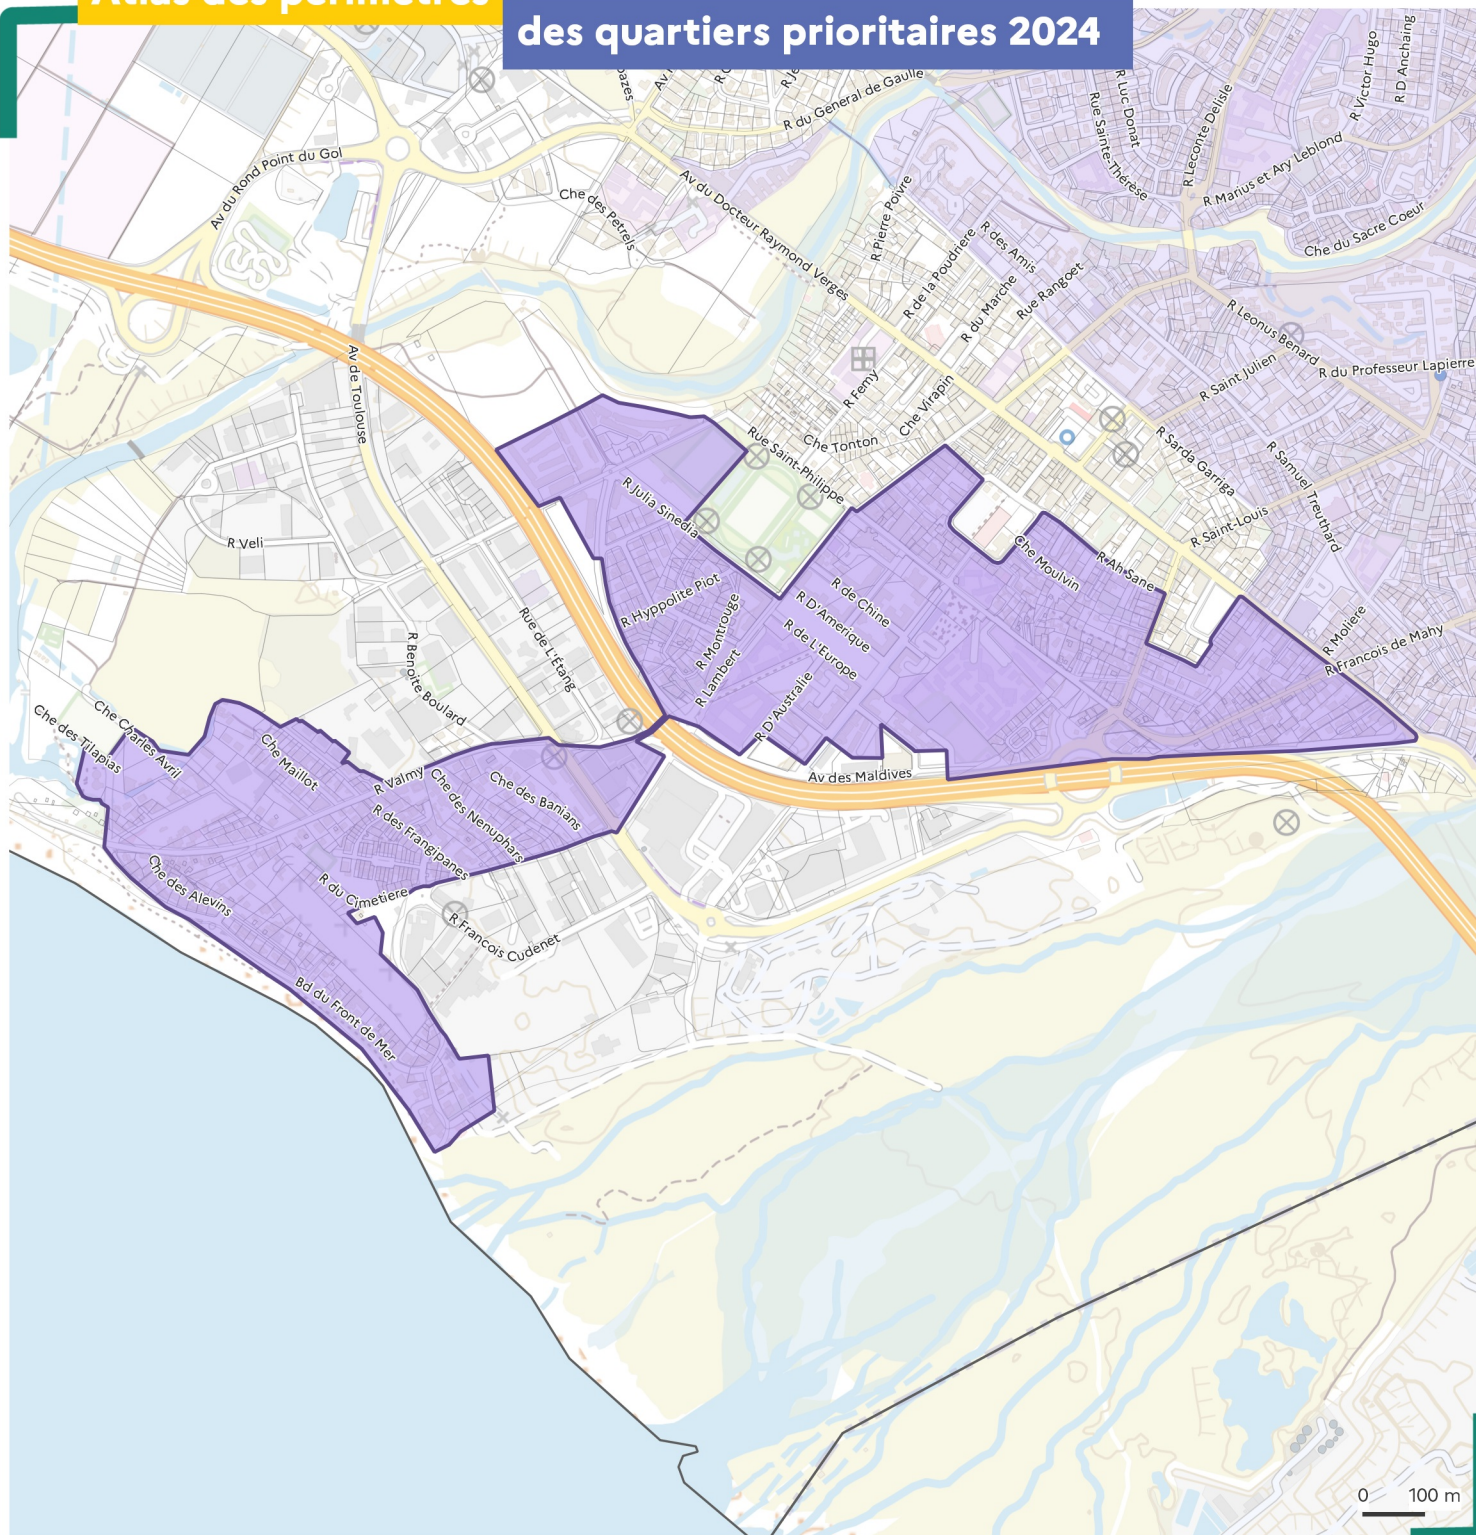 Atlas des périmètres
des quartiers prioritaires 2024
R du General de Gaulle
R Luc Donat
Rue Sainte-Thérèse
R Leconte Delisle
R Victor Hugo
R D Anchaing
R Marius et Ary Leblond
Che du Sacre Coeur
Av du Rond Point du Gol
Che des Petrels
Av du Docteur Raymond Verges
R Pierre Poivre
R de la Poudriere
R des Amis
R du Marche
Rue Rangoet
R Leonus Benard
R Saint Julien
R du Professeur Lapierre
Av de Toulouse
R Femy
Che Virapin
Che Tonton
Rue Saint-Philippe
R Sarda Garriga
R Samuel Treuthard
R Saint-Louis
R Julia Sinedia
R Veli
Che Moulvin
R Ah Sane
R Hyppolite Piot
R de Chine
R D'Amerique
R de L'Europe
R Montrouge
R Lambert
R D'Australie
R Moliere
R Francois de Mahy
Rue de L'Étang
R Benoite Boulard
Av des Maldives
Che des Tilapias
Che Charles Avril
Che Maillot
R Valmy
Che des Banians
Che des Nenuphars
R des Frangipanes
R du Cimetiere
Che des Alevins
R Francois Cudenet
Bd du Front de Mer
0 100 m